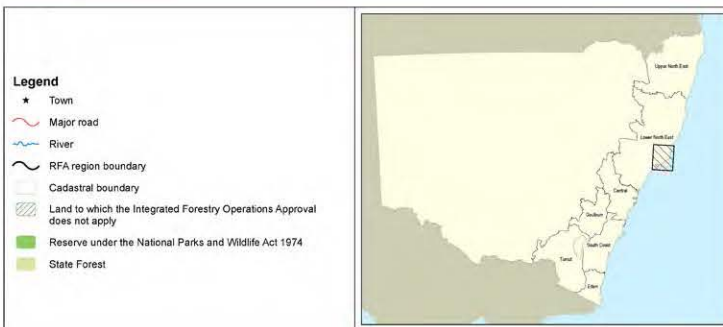 Legend
Town
Major road
River
RFA region boundary
Cadastral boundary
Land to which the Integrated Forestry Operations Approval
does not apply
Reserve under the National Parks and Wildlife Act 1974
State Forest
Upper North East
Lower North East
Central
Goulburn
South Coast
Tumut
Eden